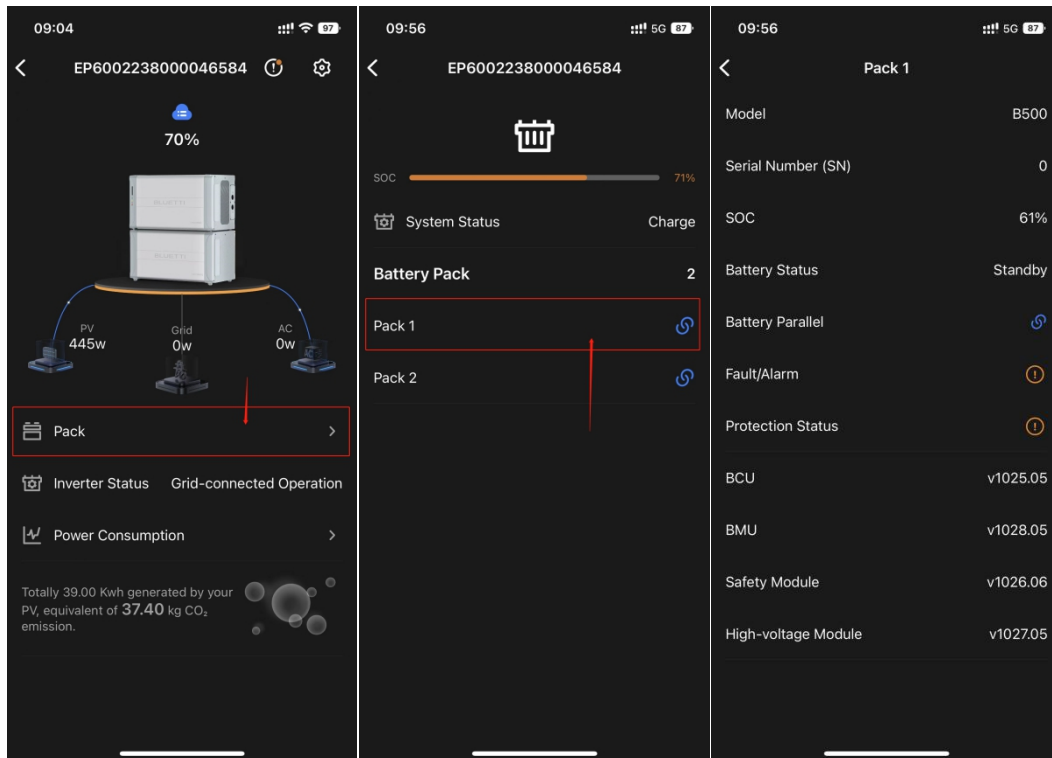 09:04
97
EP6002238000046584
70%
BLUETTI
BLUETTI
PV
445w
Grid
0w
AC
0w
Pack
Inverter Status Grid-connected Operation
Power Consumption
Totally 39.00 Kwh generated by your
PV, equivalent of 37.40 kg CO₂
emission.
09:56
5G 87
EP6002238000046584
SOC 71%
System Status Charge
Battery Pack 2
Pack 1
Pack 2
09:56
5G 87
Pack 1
Model B500
Serial Number (SN) 0
SOC 61%
Battery Status Standby
Battery Parallel
Fault/Alarm
Protection Status
BCU v1025.05
BMU v1028.05
Safety Module v1026.06
High-voltage Module v1027.05